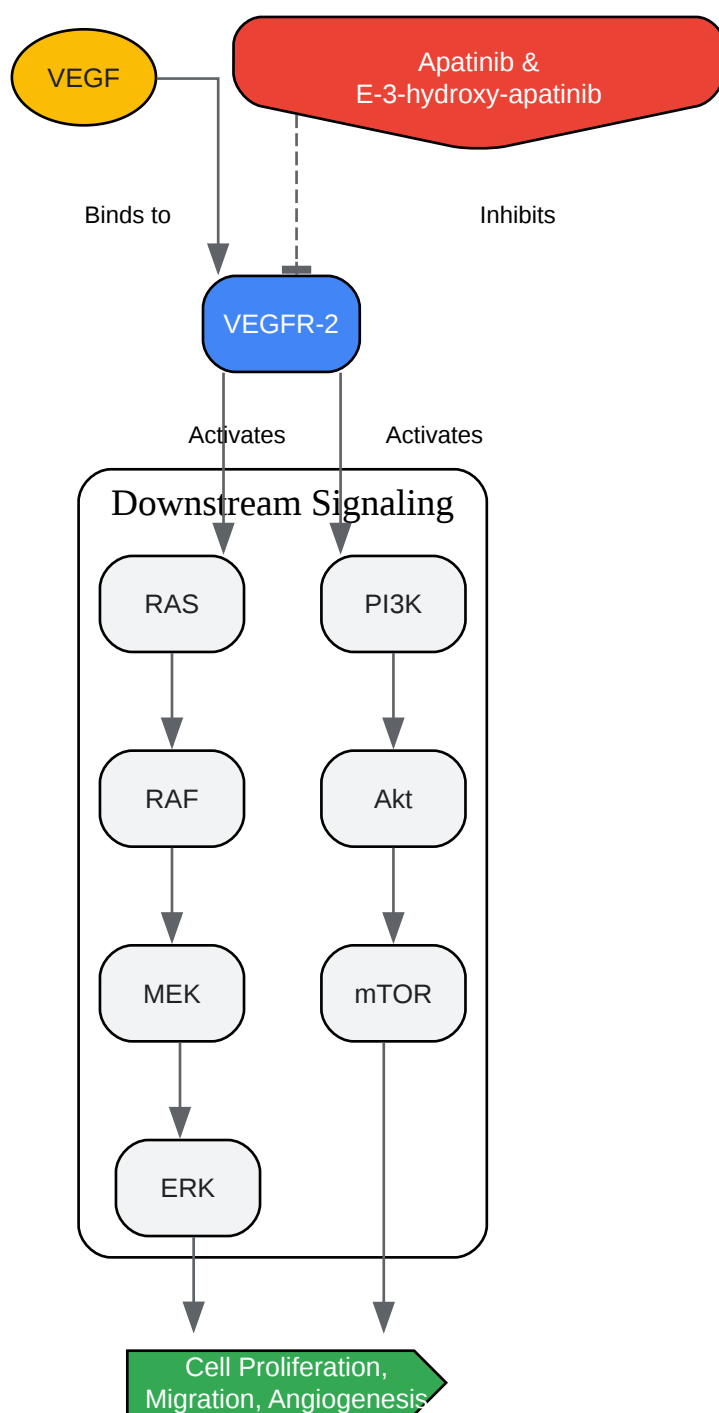 VEGF
Apatinib &
E-3-hydroxy-apatinib
Binds to
Inhibits
VEGFR-2
Activates
Activates
Downstream Signaling
RAS
PI3K
RAF
Akt
MEK
mTOR
ERK
Cell Proliferation,
Migration, Angiogenesis